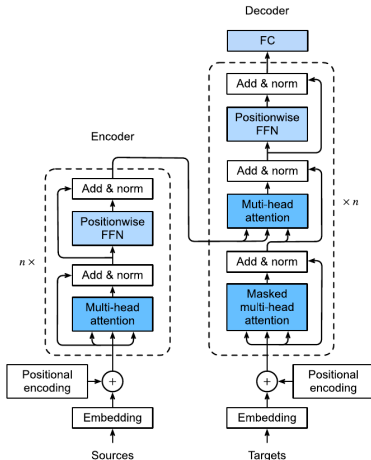 Decoder
FC
Add & norm
Positionwise
FFN
Add & norm
Muti-head
attention
× n
Add & norm
Masked
multi-head
attention
Positional
encoding
+
Embedding
Targets
Encoder
Add & norm
Positionwise
FFN
n ×
Add & norm
Multi-head
attention
Positional
encoding
+
Embedding
Sources